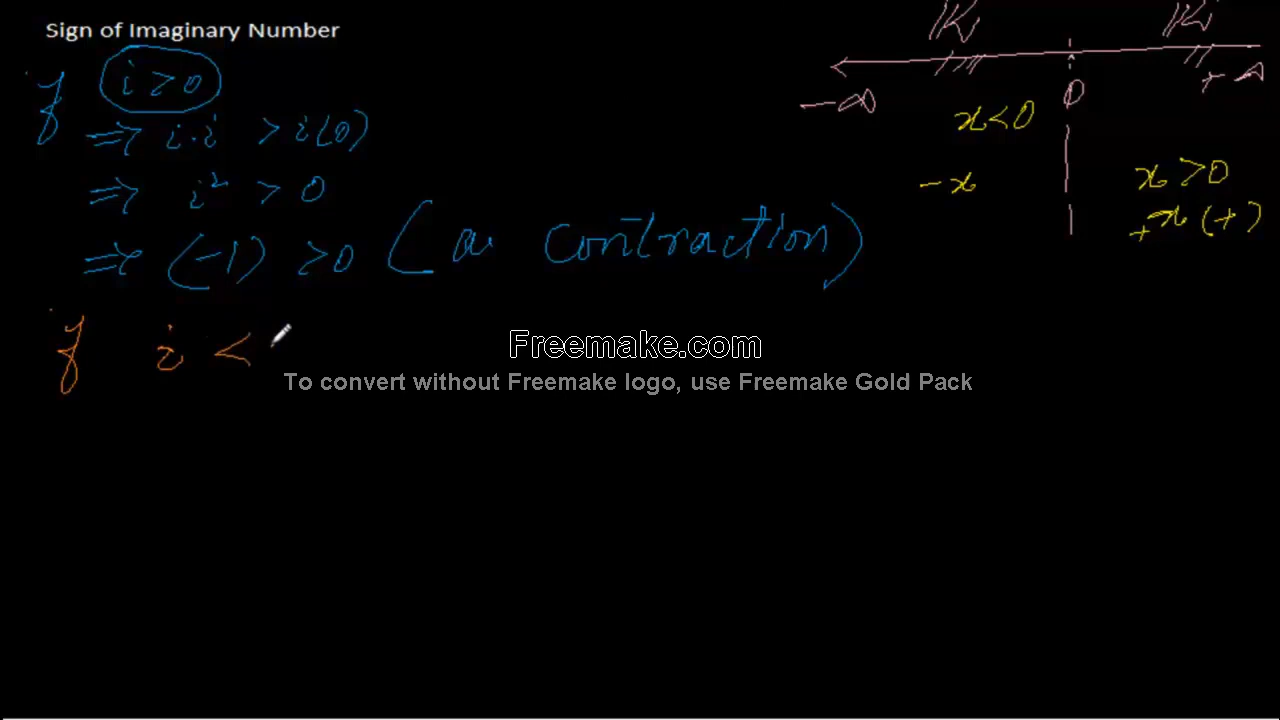 Sign of Imaginary Number
If i > 0
⇒ i.i > i(0)
⇒ i² > 0
⇒ (-1) > 0 (a contraction)
If i <
-∞ 0 +∞
x < 0
-x
x > 0
+x (+)
Freemake.com
To convert without Freemake logo, use Freemake Gold Pack